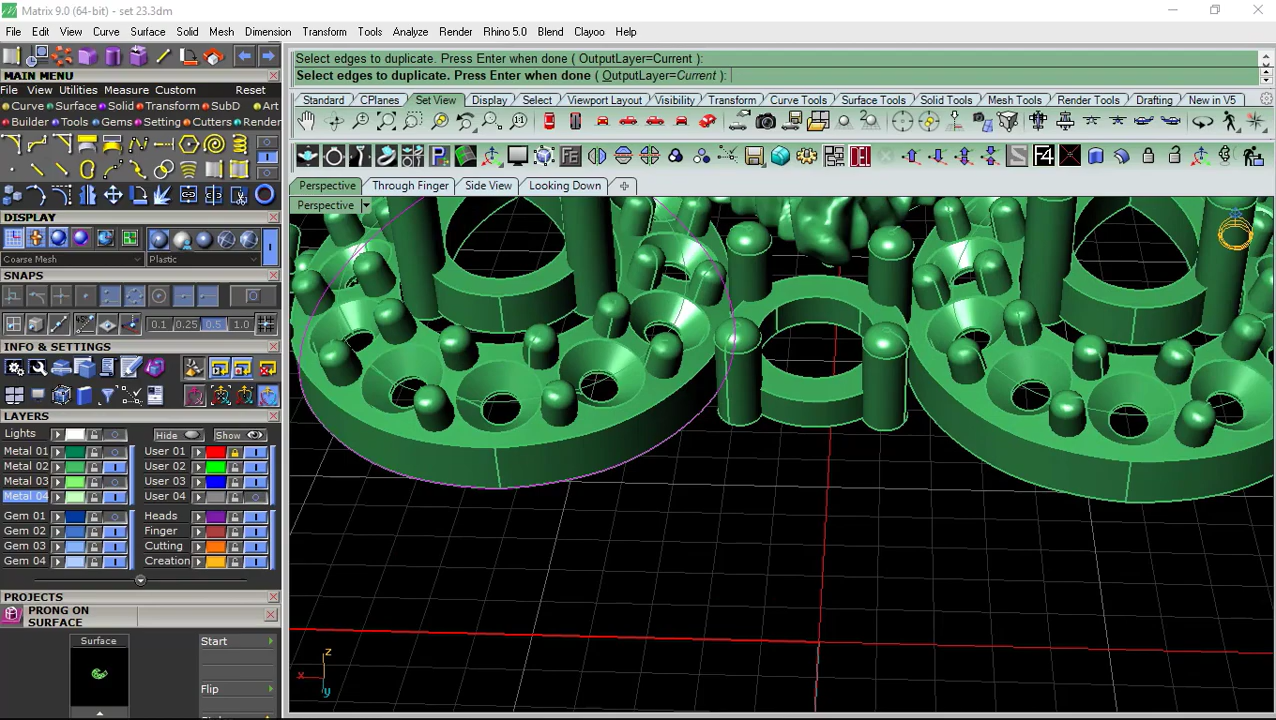 Matrix 9.0 (64-bit) - set 23.3dm
File Edit View Curve Surface Solid Mesh Dimension Transform Tools Analyze Render Rhino 5.0 Blend Clayoo Help
Select edges to duplicate. Press Enter when done ( OutputLayer=Current ):
Select edges to duplicate. Press Enter when done ( OutputLayer=Current ):
MAIN MENU
File View Utilities Measure Custom
Curve Surface Solid Transform SubD Art
Builder Tools Gems Setting Cutters Render
Standard CPlanes Set View Display Select Viewport Layout Visibility Transform Curve Tools Surface Tools Solid Tools Mesh Tools Render Tools Drafting New in V5
Perspective Through Finger Side View Looking Down
Perspective
DISPLAY
Coarse Mesh Plastic
SNAPS
0.1 0.25 0.5 1.0
INFO & SETTINGS
LAYERS
Lights Hide Show
Metal 01 User 01
Metal 02 User 02
Metal 03 User 03
Metal 04 User 04
Gem 01 Heads
Gem 02 Finger
Gem 03 Cutting
Gem 04 Creation
PROJECTS
PRONG ON
SURFACE
Surface Start
Flip
z
x
y